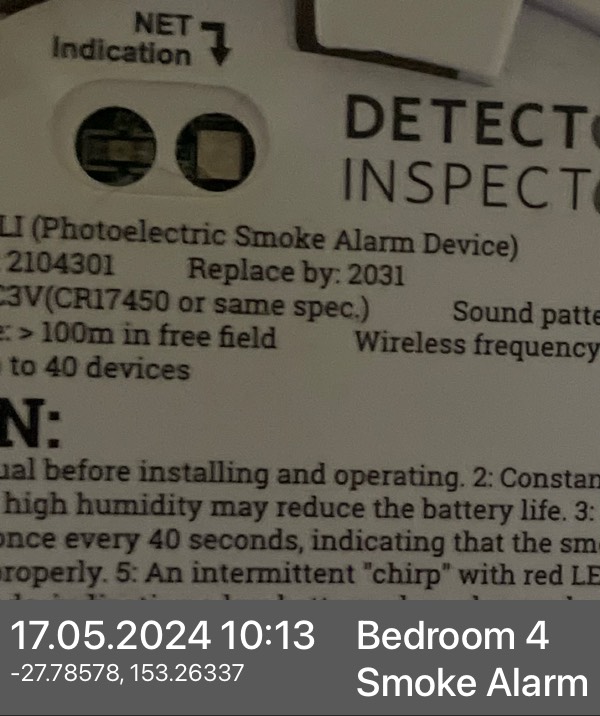 NET
Indication
DETECT
INSPECT
LI (Photoelectric Smoke Alarm Device)
2104301 Replace by: 2031
3V(CR17450 or same spec.) Sound patte
: > 100m in free field Wireless frequency
to 40 devices
N:
ual before installing and operating. 2: Constan
high humidity may reduce the battery life. 3:
once every 40 seconds, indicating that the sm
roperly. 5: An intermittent "chirp" with red LE
17.05.2024 10:13 Bedroom 4
-27.78578, 153.26337 Smoke Alarm